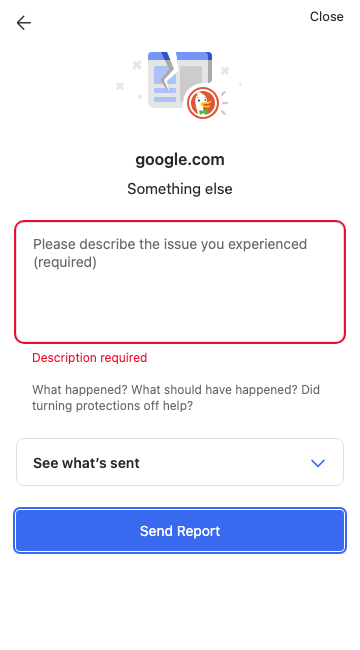 Close
google.com
Something else
Please describe the issue you experienced
(required)
Description required
What happened? What should have happened? Did
turning protections off help?
See what’s sent
Send Report